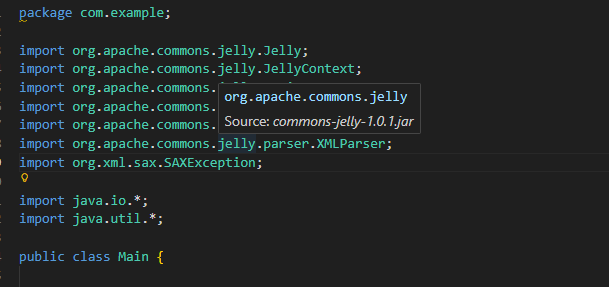 package com.example;
import org.apache.commons.jelly.Jelly;
import org.apache.commons.jelly.JellyContext;
import org.apache.commons.
import org.apache.commons.
import org.apache.commons.
org.apache.commons.jelly
Source: commons-jelly-1.0.1.jar
import org.apache.commons.jelly.parser.XMLParser;
import org.xml.sax.SAXException;
import java.io.*;
import java.util.*;
public class Main {